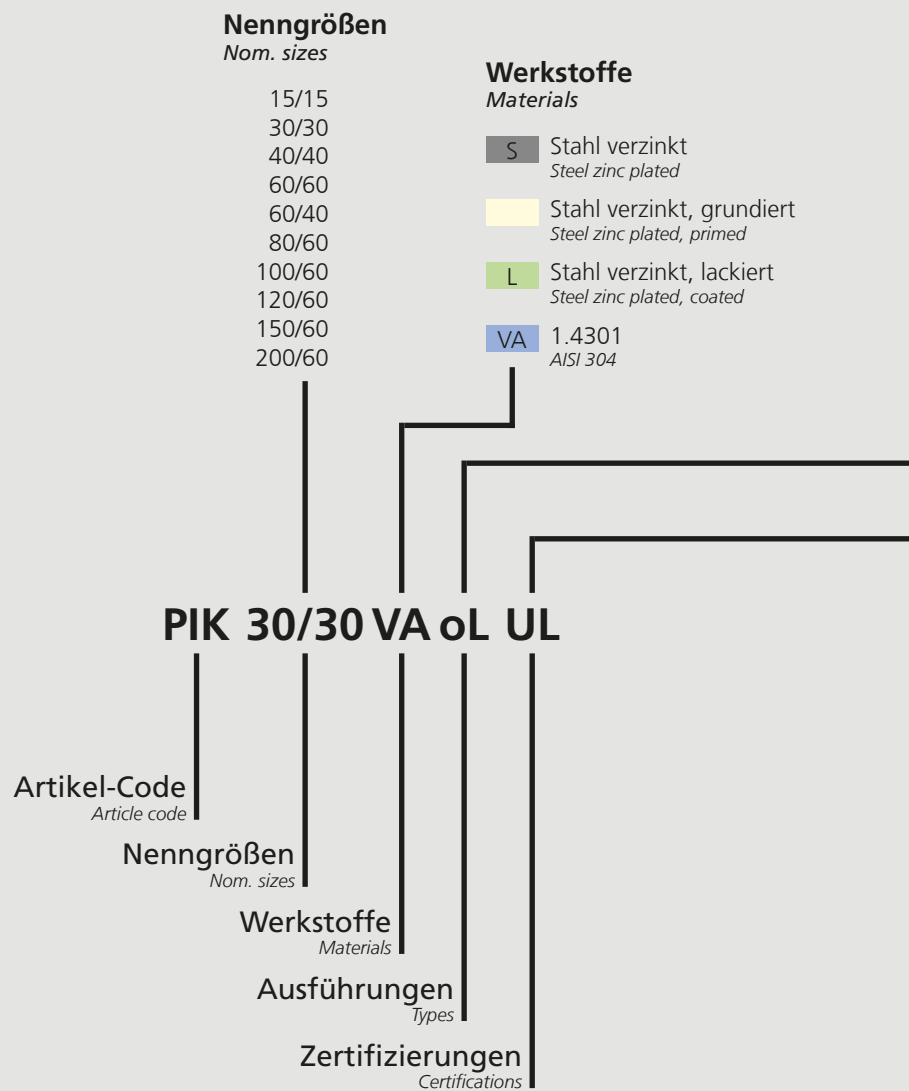 Nenngrößen
Nom. sizes
15/15
30/30
40/40
60/60
60/40
80/60
100/60
120/60
150/60
200/60
Werkstoffe
Materials
S Stahl verzinkt
Steel zinc plated
Stahl verzinkt, grundiert
Steel zinc plated, primed
L Stahl verzinkt, lackiert
Steel zinc plated, coated
VA 1.4301
AISI 304
PIK 30/30 VA oL UL
Artikel-Code
Article code
Nenngrößen
Nom. sizes
Werkstoffe
Materials
Ausführungen
Types
Zertifizierungen
Certifications